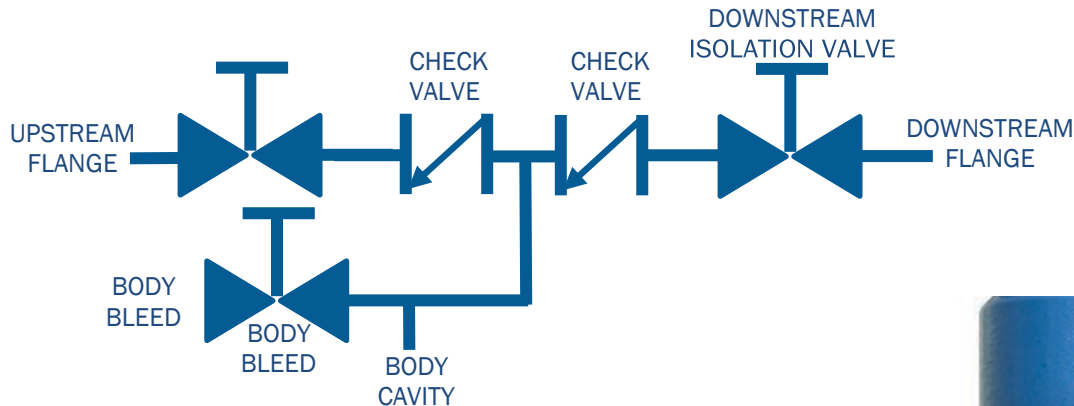 DOWNSTREAM
ISOLATION VALVE
CHECK
VALVE
CHECK
VALVE
UPSTREAM
FLANGE
DOWNSTREAM
FLANGE
BODY
BLEED
BODY
BLEED
BODY
CAVITY